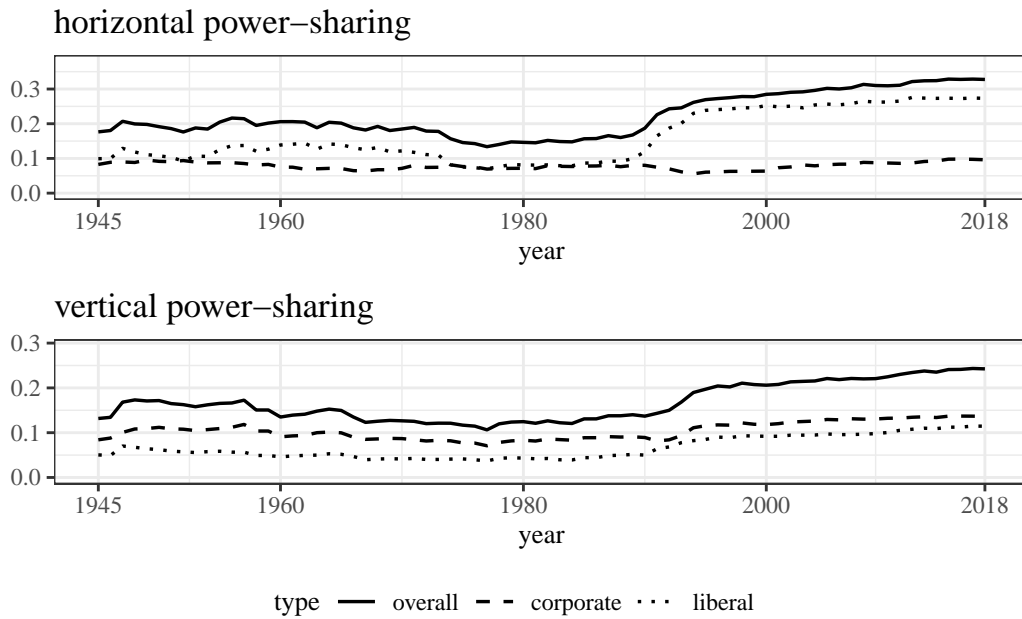 horizontal power−sharing
0.3
0.2
0.1
0.0
1945 1960 1980 2000 2018
year
vertical power−sharing
0.3
0.2
0.1
0.0
1945 1960 1980 2000 2018
year
type overall corporate liberal